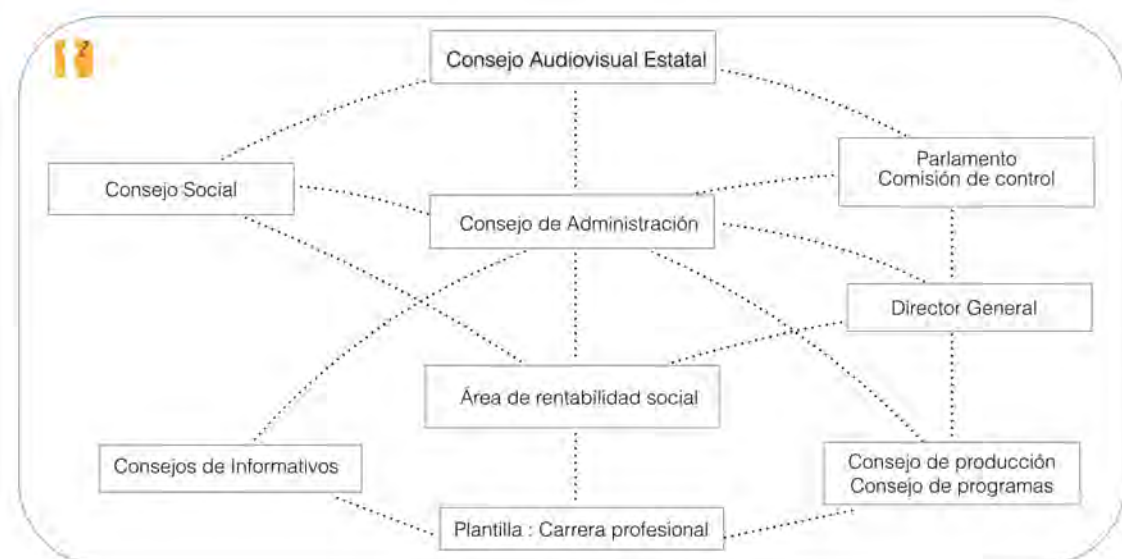 Consejo Audiovisual Estatal
Consejo Social
Parlamento
Comisión de control
Consejo de Administración
Director General
Área de rentabilidad social
Consejos de Informativos
Consejo de producción
Consejo de programas
Plantilla : Carrera profesional